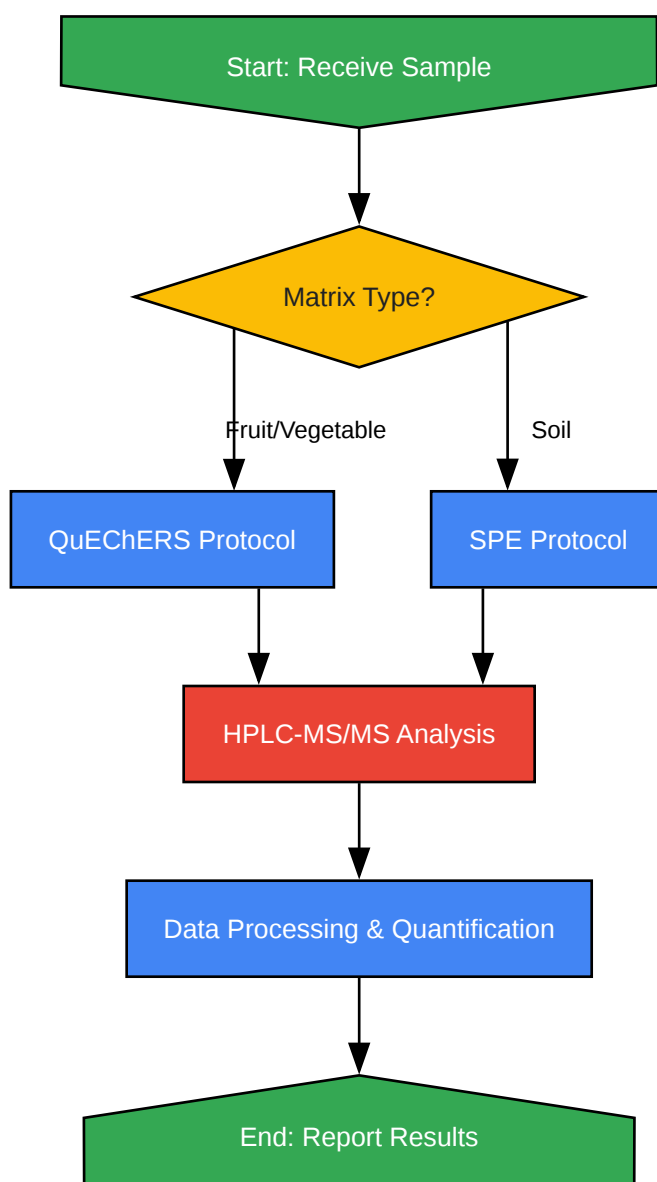 Start: Receive Sample
Matrix Type?
Fruit/Vegetable
Soil
QuEChERS Protocol
SPE Protocol
HPLC-MS/MS Analysis
Data Processing & Quantification
End: Report Results